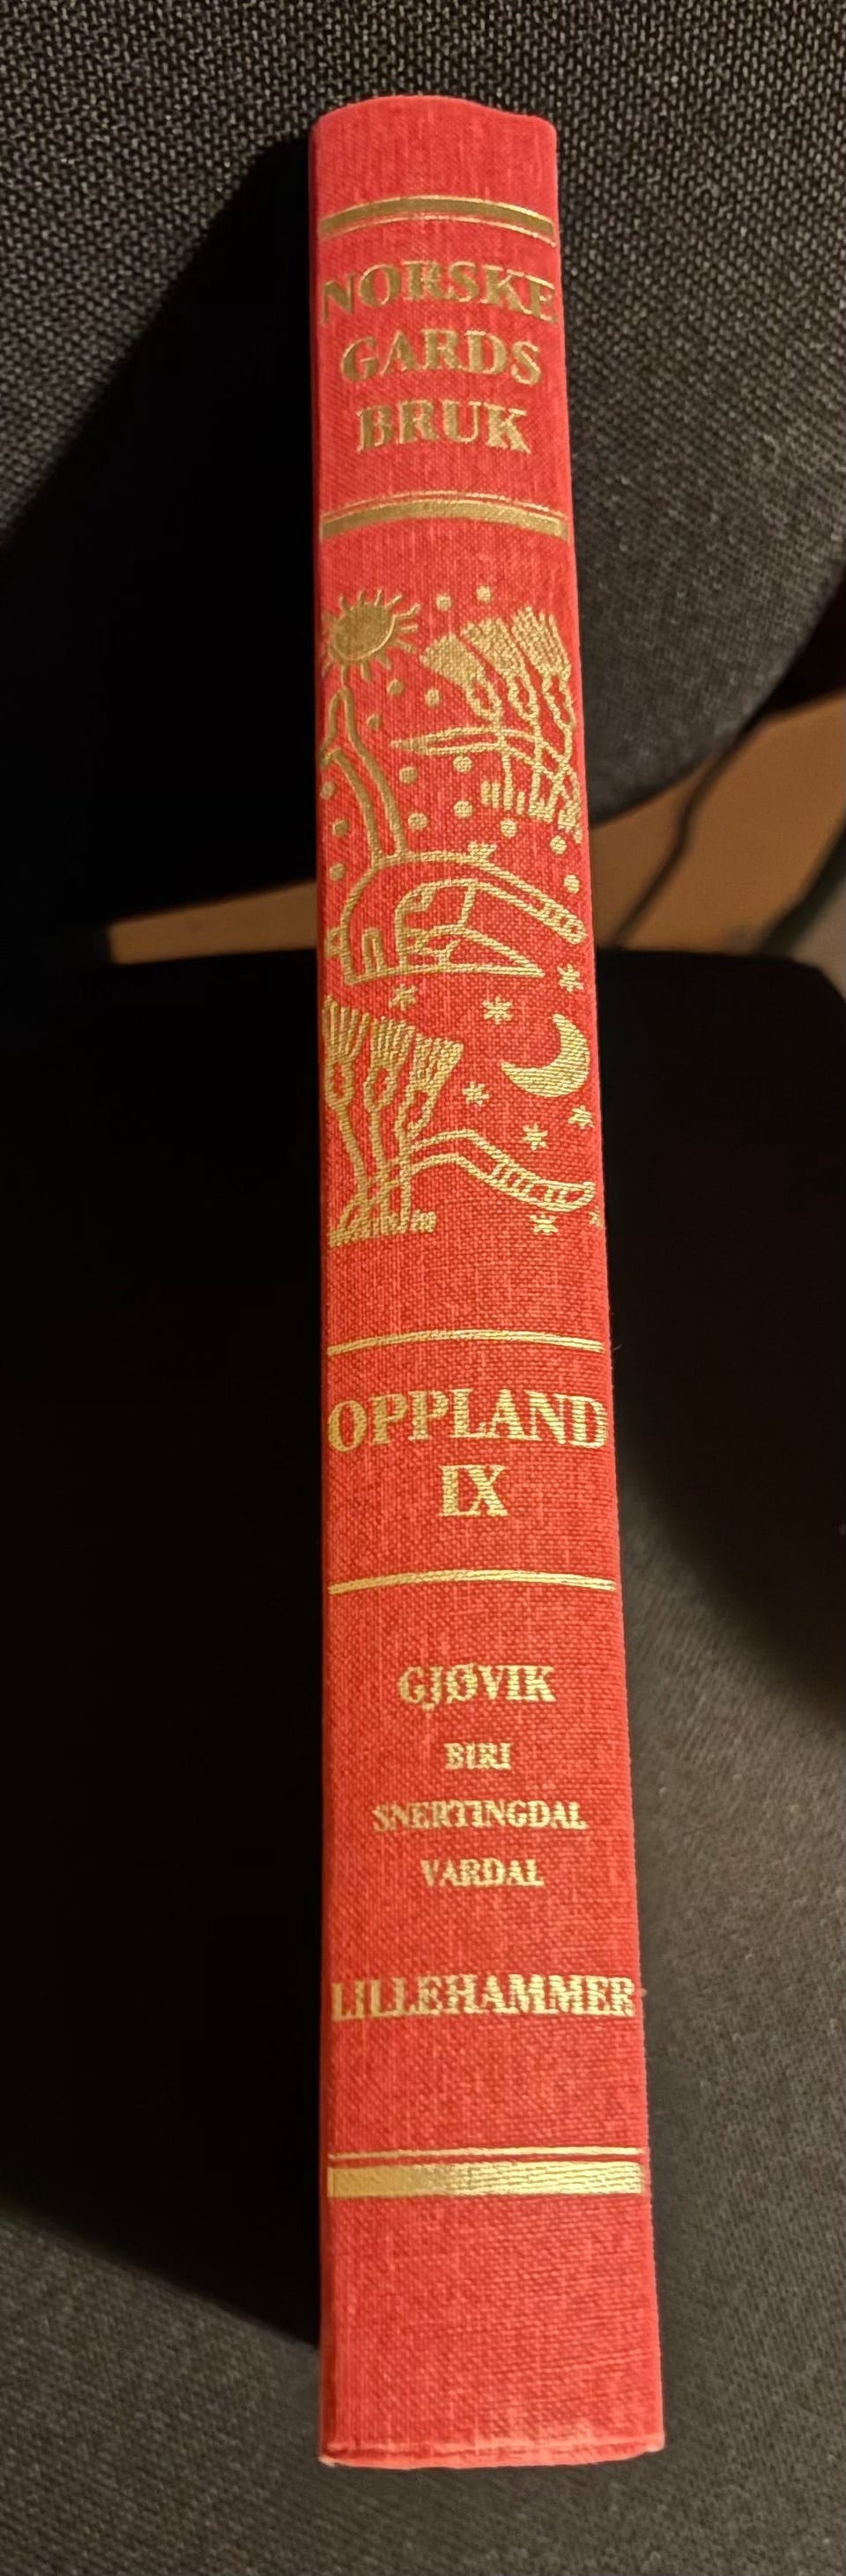 NORSKE
GARDS
BRUK
OPPLAND
IX
GJØVIK
BIRI
SNERTINGDAL
VARDAL
LILLEHAMMER